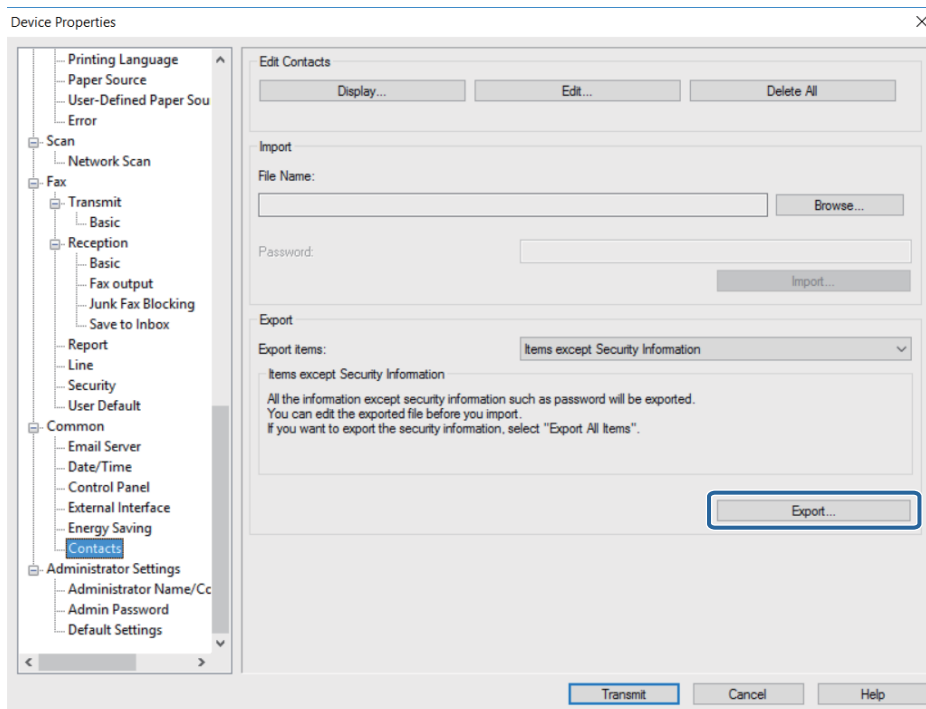 Device Properties
Printing Language
Paper Source
User-Defined Paper Sou
Error
Scan
Network Scan
Fax
Transmit
Basic
Reception
Basic
Fax output
Junk Fax Blocking
Save to Inbox
Report
Line
Security
User Default
Common
Email Server
Date/Time
Control Panel
External Interface
Energy Saving
Contacts
Administrator Settings
Administrator Name/Cc
Admin Password
Default Settings
Edit Contacts
Display... Edit... Delete All
Import
File Name:
Browse...
Password:
Import...
Export
Export items: Items except Security Information
Items except Security Information
All the information except security information such as password will be exported.
You can edit the exported file before you import.
If you want to export the security information, select "Export All Items".
Export...
Transmit Cancel Help